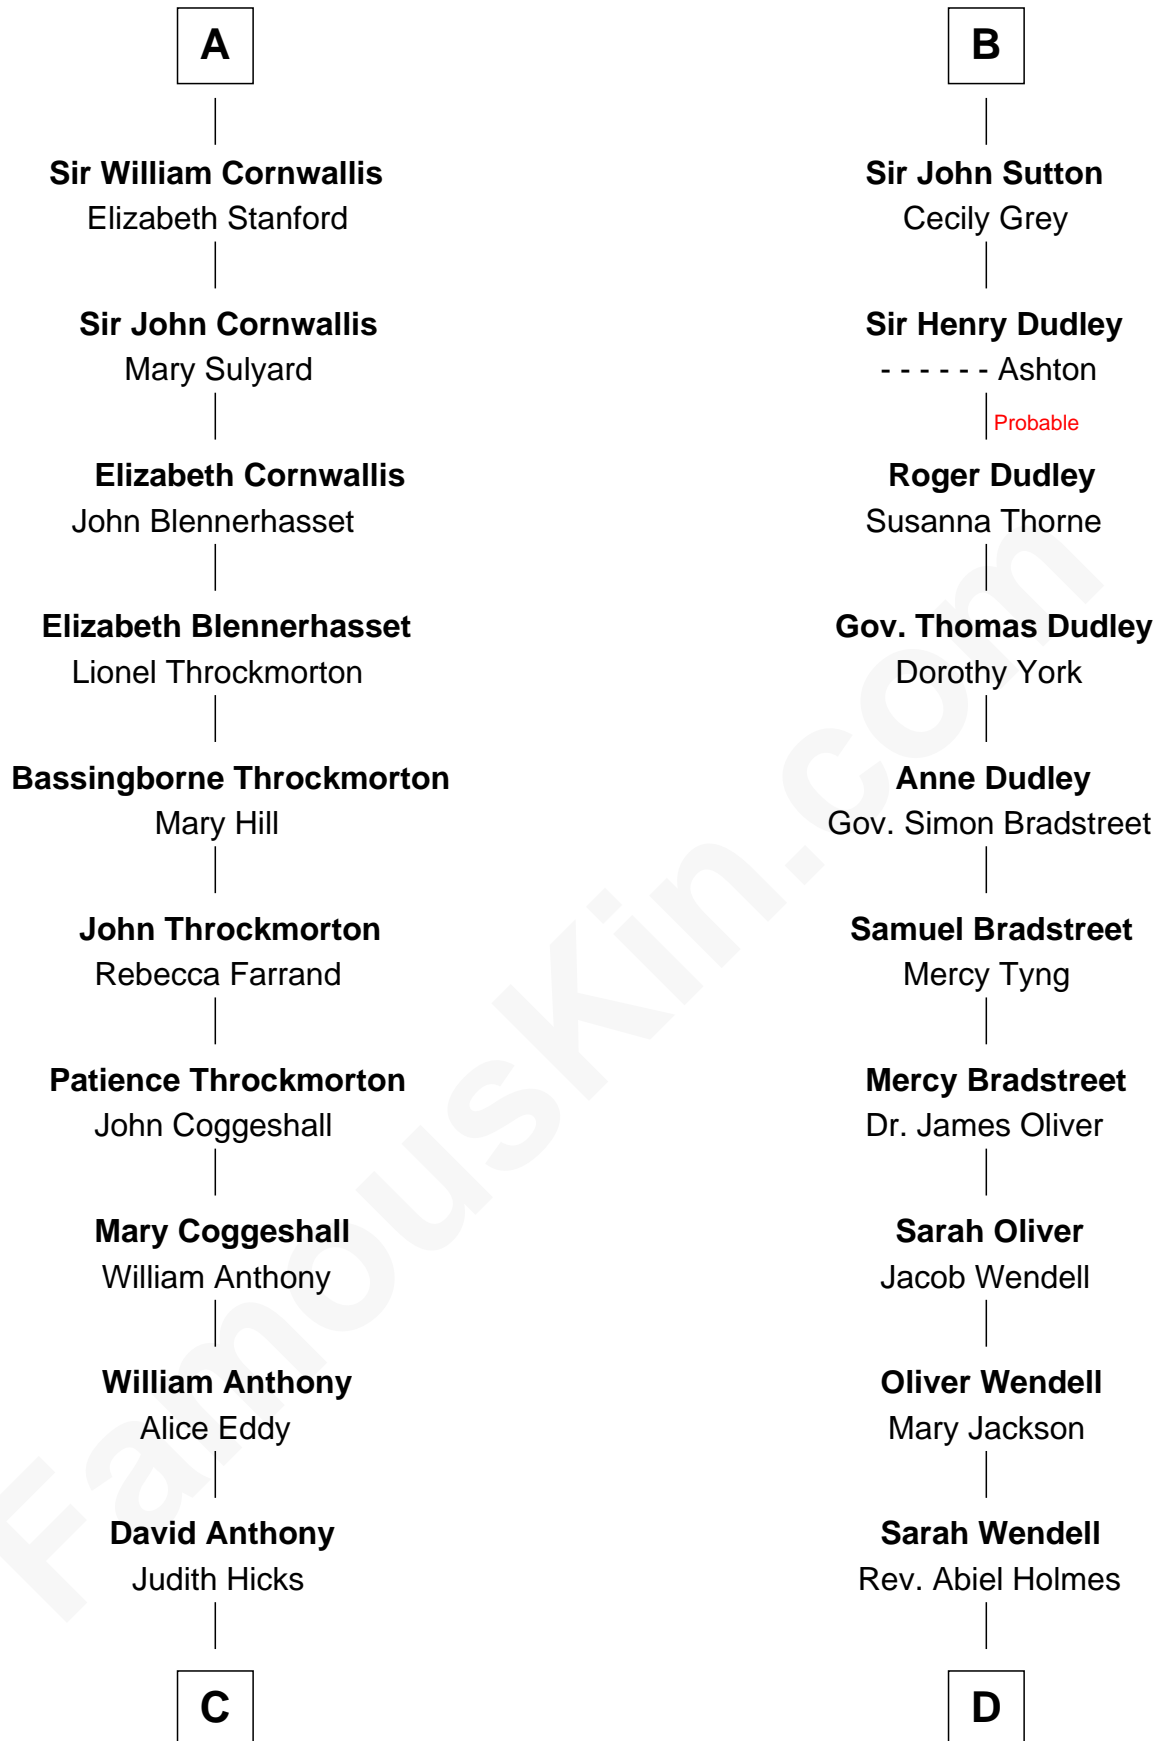 A
Sir William Cornwallis
Elizabeth Stanford
Sir John Cornwallis
Mary Sulyard
Elizabeth Cornwallis
John Blennerhasset
Elizabeth Blennerhasset
Lionel Throckmorton
Bassingborne Throckmorton
Mary Hill
John Throckmorton
Rebecca Farrand
Patience Throckmorton
John Coggeshall
Mary Coggeshall
William Anthony
William Anthony
Alice Eddy
David Anthony
Judith Hicks
C
B
Sir John Sutton
Cecily Grey
Sir Henry Dudley
- - - - - - Ashton
Probable
Roger Dudley
Susanna Thorne
Gov. Thomas Dudley
Dorothy York
Anne Dudley
Gov. Simon Bradstreet
Samuel Bradstreet
Mercy Tyng
Mercy Bradstreet
Dr. James Oliver
Sarah Oliver
Jacob Wendell
Oliver Wendell
Mary Jackson
Sarah Wendell
Rev. Abiel Holmes
D
FamousKin.com